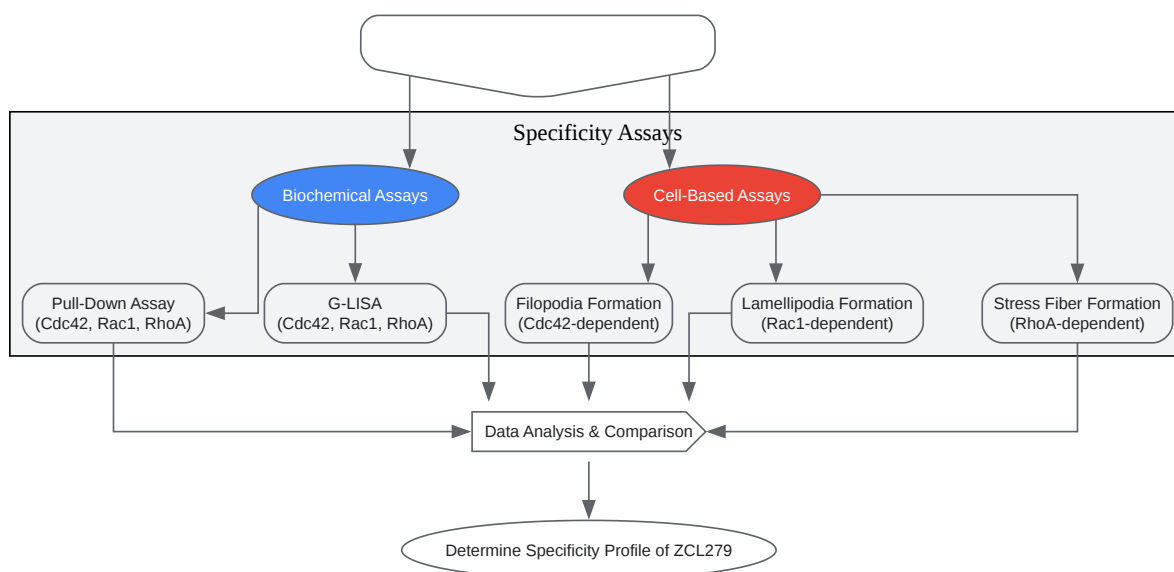 Specificity Assays
Biochemical Assays
Cell-Based Assays
Pull-Down Assay
(Cdc42, Rac1, RhoA)
G-LISA
(Cdc42, Rac1, RhoA)
Filopodia Formation
(Cdc42-dependent)
Lamellipodia Formation
(Rac1-dependent)
Stress Fiber Formation
(RhoA-dependent)
Data Analysis & Comparison
Determine Specificity Profile of ZCL279